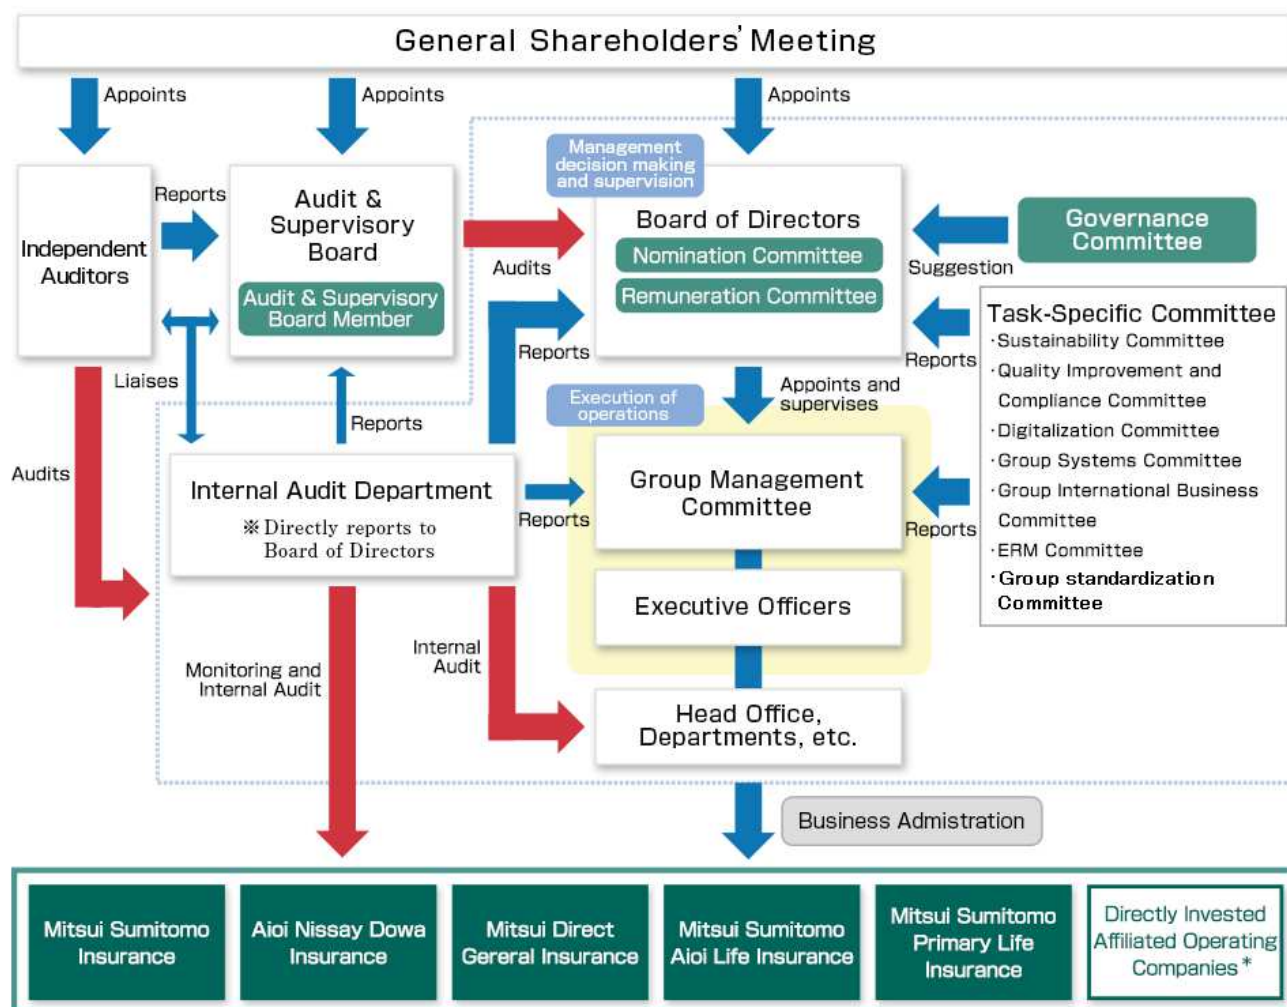 General Shareholders' Meeting
Appoints
Appoints
Appoints
Management
decision making
and supervision
Independent
Auditors
Reports
Audit &
Supervisory
Board
Audit & Supervisory
Board Member
Audits
Board of Directors
Nomination Committee
Remuneration Committee
Suggestion
Governance
Committee
Liaises
Reports
Reports
Reports
Task-Specific Committee
·Sustainability Committee
·Quality Improvement and
Compliance Committee
·Digitalization Committee
·Group Systems Committee
·Group International Business
Committee
·ERM Committee
·Group standardization
Committee
Execution of
operations
Appoints and
supervises
Audits
Internal Audit Department
※Directly reports to
Board of Directors
Reports
Group Management
Committee
Reports
Executive Officers
Monitoring and
Internal Audit
Internal
Audit
Head Office,
Departments, etc.
Business Admistration
Mitsui Sumitomo
Insurance
Aioi Nissay Dowa
Insurance
Mitsui Direct
Gereral Insurance
Mitsui Sumitomo
Aioi Life Insurance
Mitsui Sumitomo
Primary Life
Insurance
Directly Invested
Affiliated Operating
Companies*